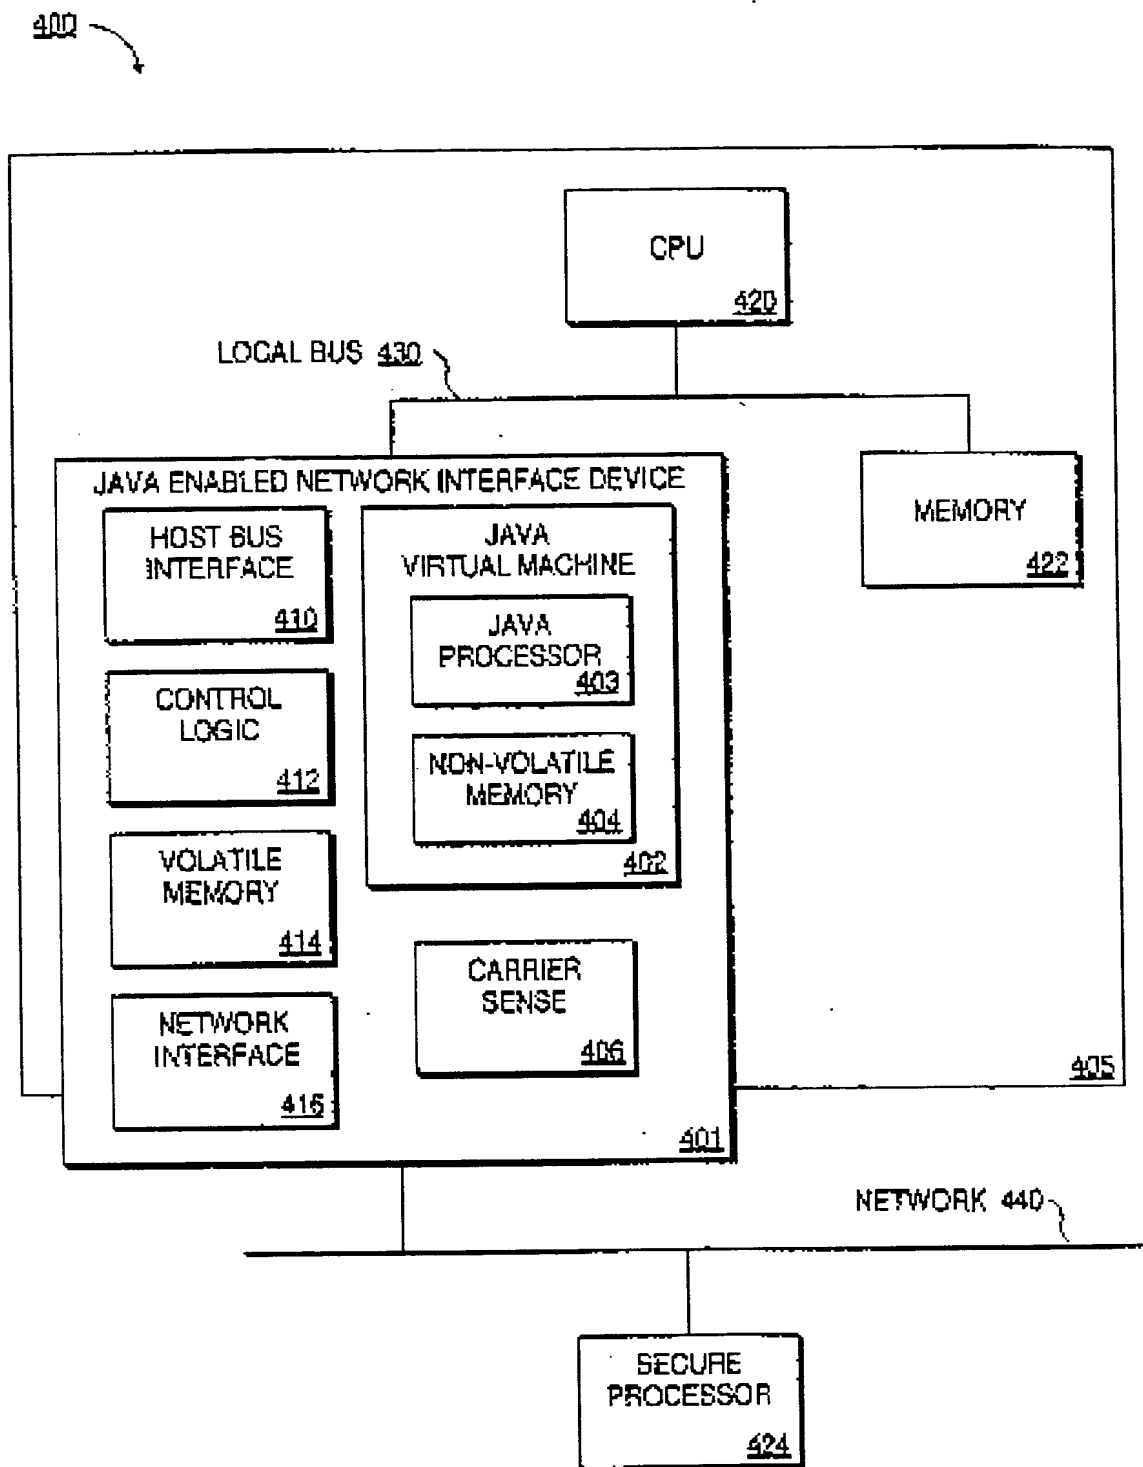 400
CPU
420
LOCAL BUS 430
JAVA ENABLED NETWORK INTERFACE DEVICE
HOST BUS
INTERFACE
410
JAVA
VIRTUAL MACHINE
JAVA
PROCESSOR
403
NON-VOLATILE
MEMORY
404
402
MEMORY
422
CONTROL
LOGIC
412
VOLATILE
MEMORY
414
CARRIER
SENSE
406
NETWORK
INTERFACE
416
401
405
NETWORK 440
SECURE
PROCESSOR
424